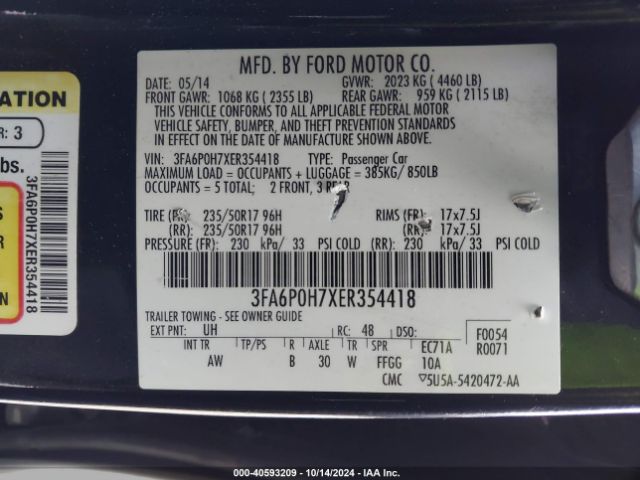 MFD. BY FORD MOTOR CO.
DATE: 05/14 GVWR: 2023 KG ( 4460 LB)
FRONT GAWR: 1068 KG ( 2355 LB) REAR GAWR: 959 KG ( 2115 LB)
THIS VEHICLE CONFORMS TO ALL APPLICABLE FEDERAL MOTOR
VEHICLE SAFETY, BUMPER, AND THEFT PREVENTION STANDARDS
IN EFFECT ON THE DATE OF MANUFACTURE SHOWN ABOVE.
VIN: 3FA6P0H7XER354418 TYPE: Passenger Car
MAXIMUM LOAD = OCCUPANTS + LUGGAGE = 385KG/ 850LB
OCCUPANTS = 5 TOTAL; 2 FRONT, 3 REAR
TIRE 235/50R17 96H RIMS (FR): 17x7.5J
(RR): 235/50R17 96H (RR): 17x7.5J
PRESSURE (FR): 230 kPa/ 33 PSI COLD (RR): 230 kPa/ 33 PSI COLD
3FA6P0H7XER354418
TRAILER TOWING - SEE OWNER GUIDE
EXT PNT: UH RC: 48 DSO: F0054
INT TR TP/PS R AXLE TR SPR EC71A R0071
AW B 30 W FFGG 10A
CMC 5U5A-5420472-AA
ATION
R: 3
bs.
3FA6P0H7XER354418
000-40593209 | 10/14/2024 | IAA Inc.